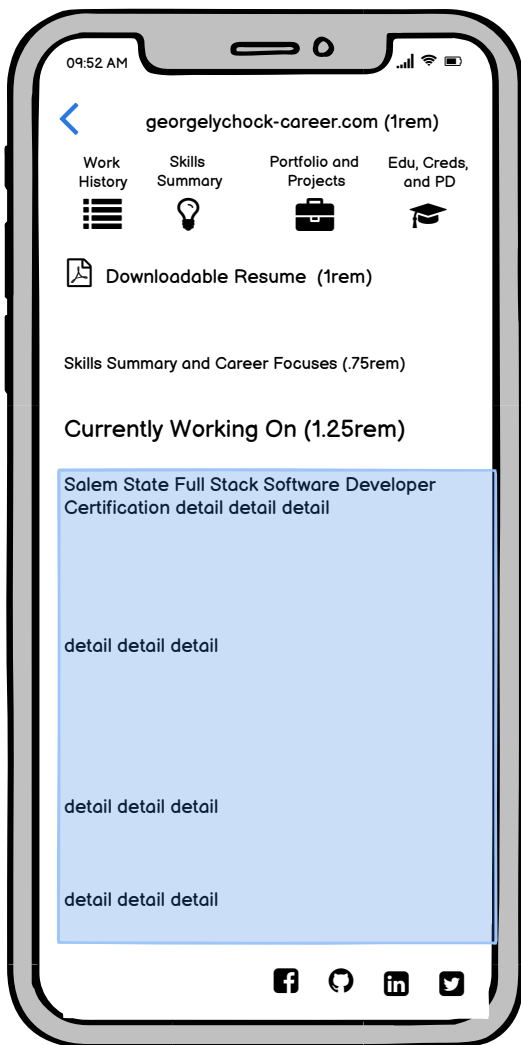 09:52 AM
georgelychock-career.com (1rem)
Work
History
Skills
Summary
Portfolio and
Projects
Edu, Creds,
and PD
Downloadable Resume (1rem)
Skills Summary and Career Focuses (.75rem)
Currently Working On (1.25rem)
Salem State Full Stack Software Developer
Certification detail detail detail
detail detail detail
detail detail detail
detail detail detail